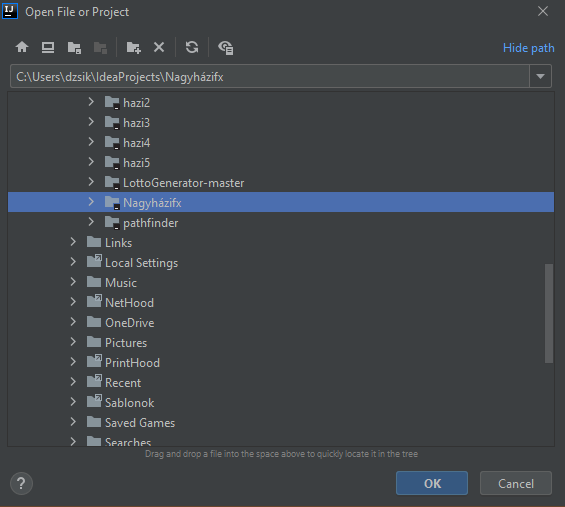 IJ
Open File or Project
Hide path
C:\Users\dzsik\IdeaProjects\Nagyházifx
hazi2
hazi3
hazi4
hazi5
LottoGenerator-master
Nagyházifx
pathfinder
Links
Local Settings
Music
NetHood
OneDrive
Pictures
PrintHood
Recent
Sablonok
Saved Games
Searches
Drag and drop a file into the space above to quickly locate it in the tree
?
OK
Cancel